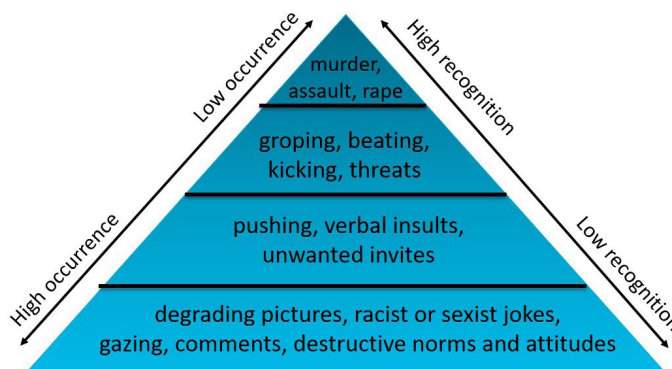 Low occurrence
High recognition
murder,
assault, rape
groping, beating,
kicking, threats
High occurrence
Low recognition
pushing, verbal insults,
unwanted invites
degrading pictures, racist or sexist jokes,
gazing, comments, destructive norms and attitudes